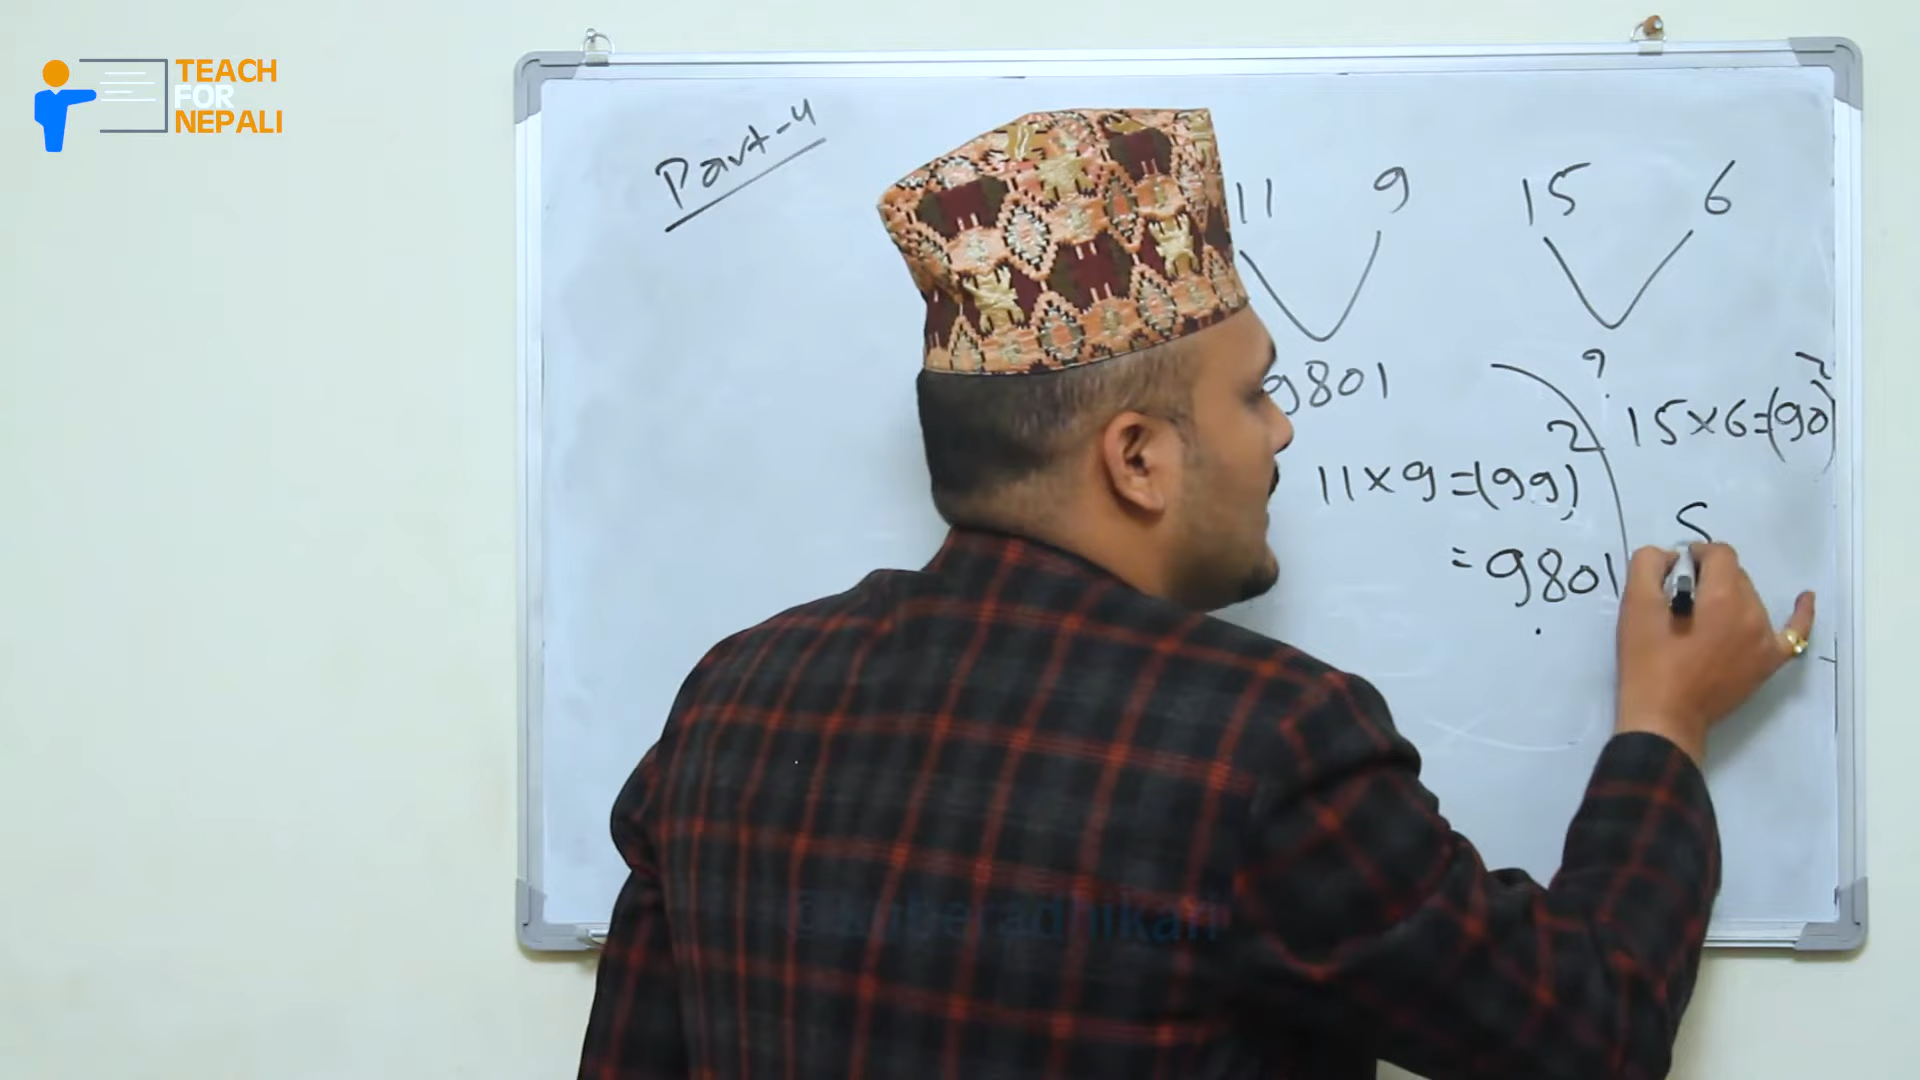 TEACH
FOR
NEPALI
Part-4
11 9
15 6
9801
?
11×9=(99)²
=9801
15×6=(90)²